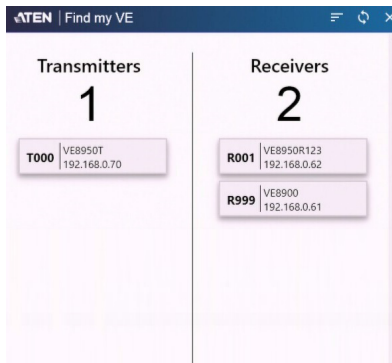 ATEN Find my VE
Transmitters
1
T000 VE8950T
192.168.0.70
Receivers
2
R001 VE8950R123
192.168.0.62
R999 VE8900
192.168.0.61